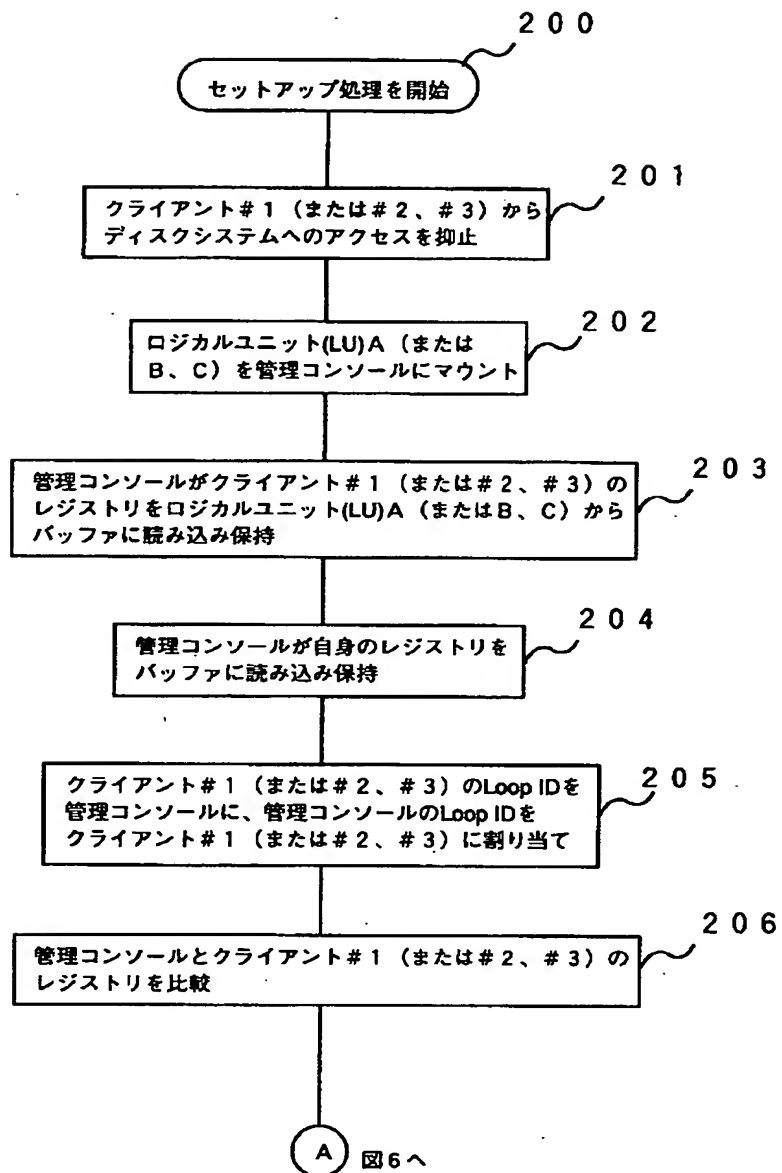 200
セットアップ処理を開始
201
クライアント#1（または#2、#3）から
ディスクシステムへのアクセスを抑止
202
ロジカルユニット(LU)A（または
B、C）を管理コンソールにマウント
203
管理コンソールがクライアント#1（または#2、#3）の
レジストリをロジカルユニット(LU)A（またはB、C）から
バッファに読み込み保持
204
管理コンソールが自身のレジストリを
バッファに読み込み保持
205
クライアント#1（または#2、#3）のLoop IDを
管理コンソールに、管理コンソールのLoop IDを
クライアント#1（または#2、#3）に割り当て
206
管理コンソールとクライアント#1（または#2、#3）の
レジストリを比較
A 図6へ